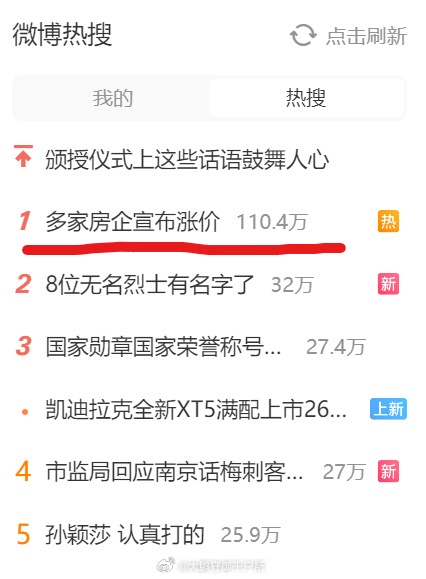 微博热搜
点击刷新
我的 热搜
颁授仪式上这些话语鼓舞人心
1 多家房企宣布涨价 110.4万 热
2 8位无名烈士有名字了 32万 新
3 国家勋章国家荣誉称号... 27.4万
凯迪拉克全新XT5满配上市26... 上新
4 市监局回应南京话梅刺客... 27万 新
5 孙颖莎 认真打的 25.9万